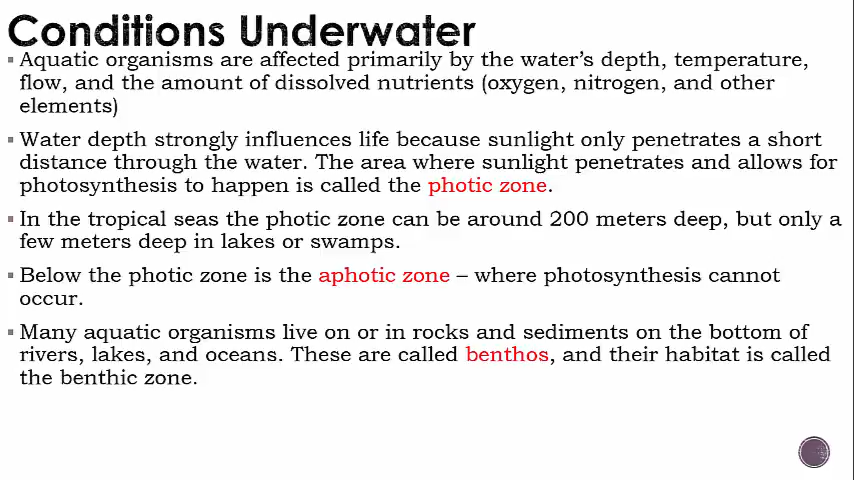 Conditions Underwater
▪ Aquatic organisms are affected primarily by the water’s depth, temperature,
flow, and the amount of dissolved nutrients (oxygen, nitrogen, and other
elements)
▪ Water depth strongly influences life because sunlight only penetrates a short
distance through the water. The area where sunlight penetrates and allows for
photosynthesis to happen is called the photic zone.
▪ In the tropical seas the photic zone can be around 200 meters deep, but only a
few meters deep in lakes or swamps.
▪ Below the photic zone is the aphotic zone – where photosynthesis cannot
occur.
▪ Many aquatic organisms live on or in rocks and sediments on the bottom of
rivers, lakes, and oceans. These are called benthos, and their habitat is called
the benthic zone.